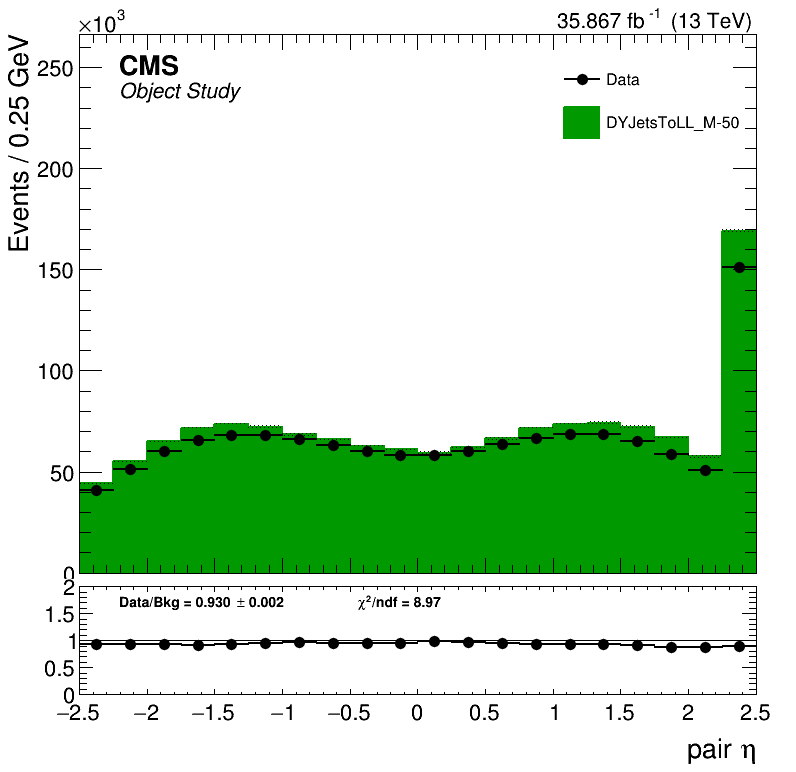 ×10³
35.867 fb⁻¹ (13 TeV)
Events / 0.25 GeV
CMS
Object Study
Data
DYJetsToLL_M-50
250
200
150
100
50
0
Data/Bkg = 0.930 ± 0.002
χ²/ndf = 8.97
2
1.5
1
0.5
0
−2.5 −2 −1.5 −1 −0.5 0 0.5 1 1.5 2 2.5
pair η